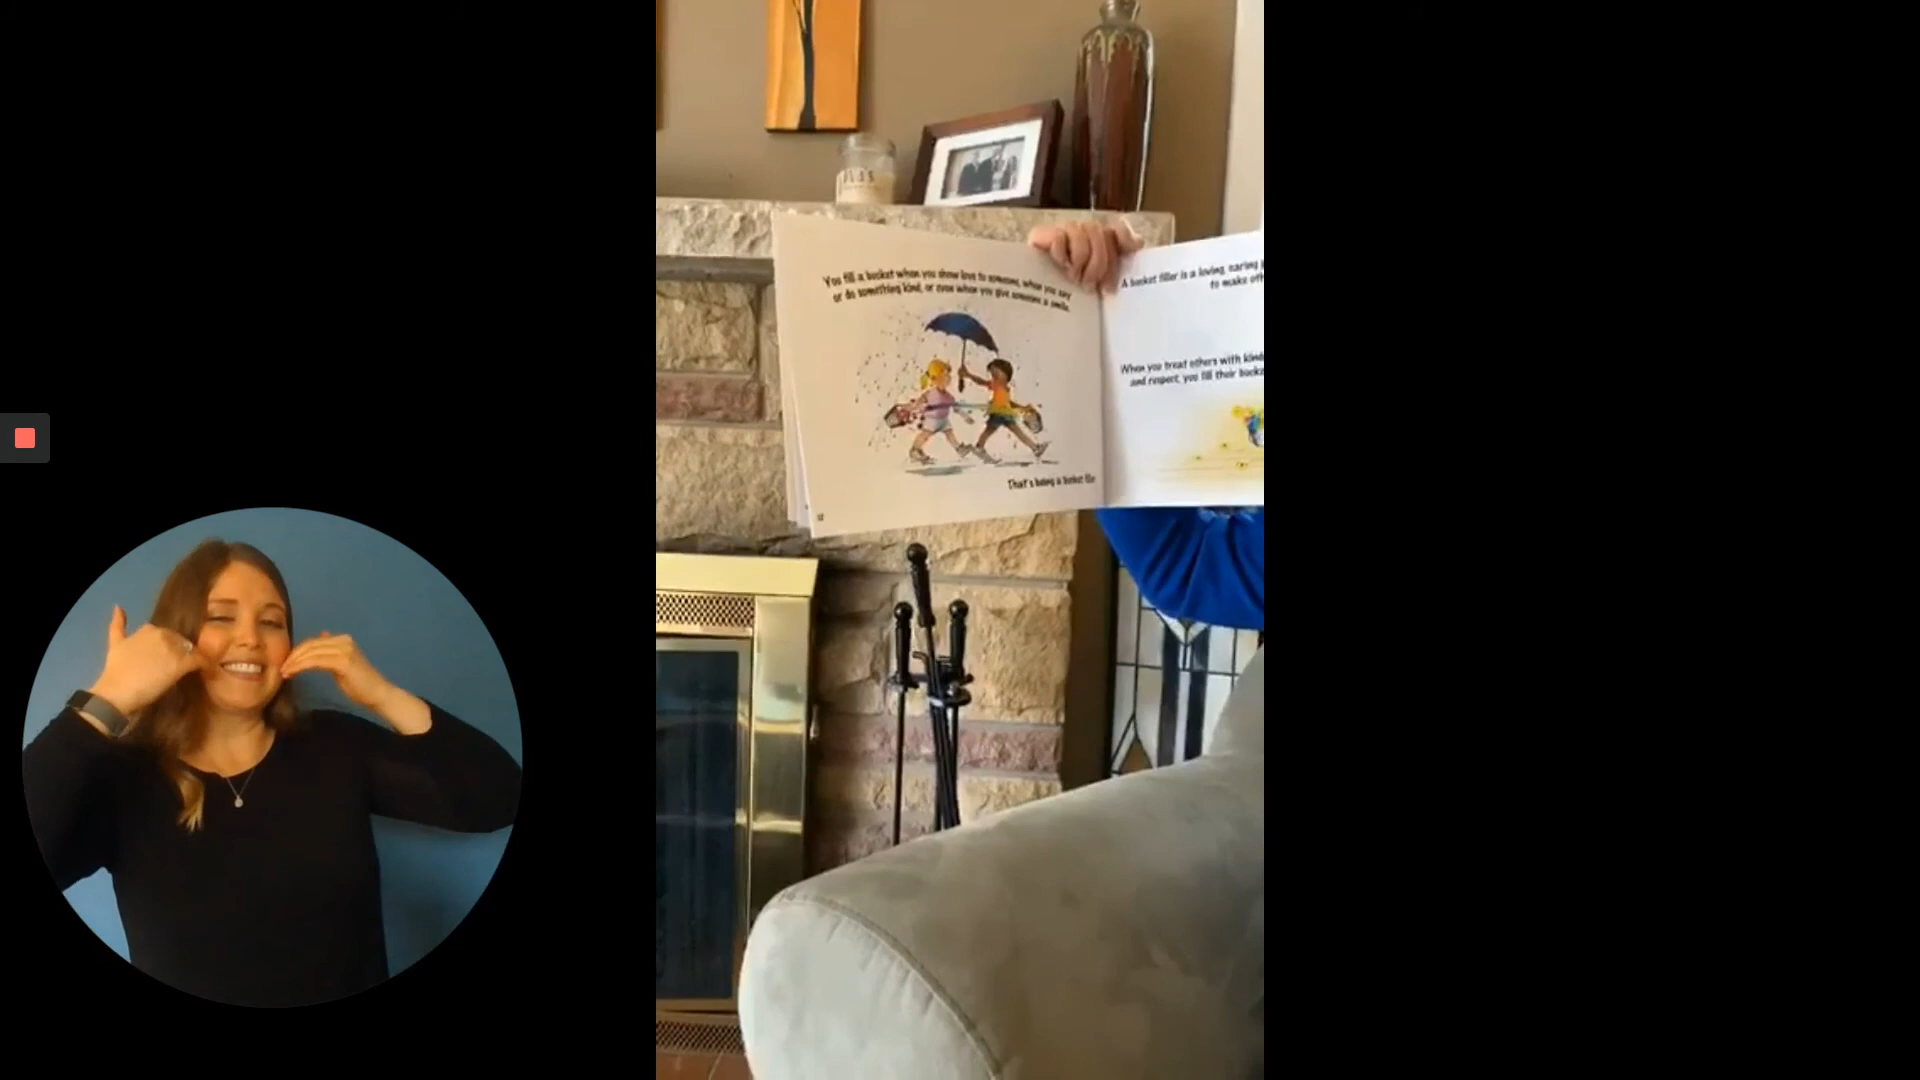 You fill a bucket when you show love to someone, when you say
or do something kind, or even when you give someone a smile.
That's being a bucket filler
12
A bucket filler is a loving, caring
to make oth
When you treat others with kind
and respect, you fill their bucke